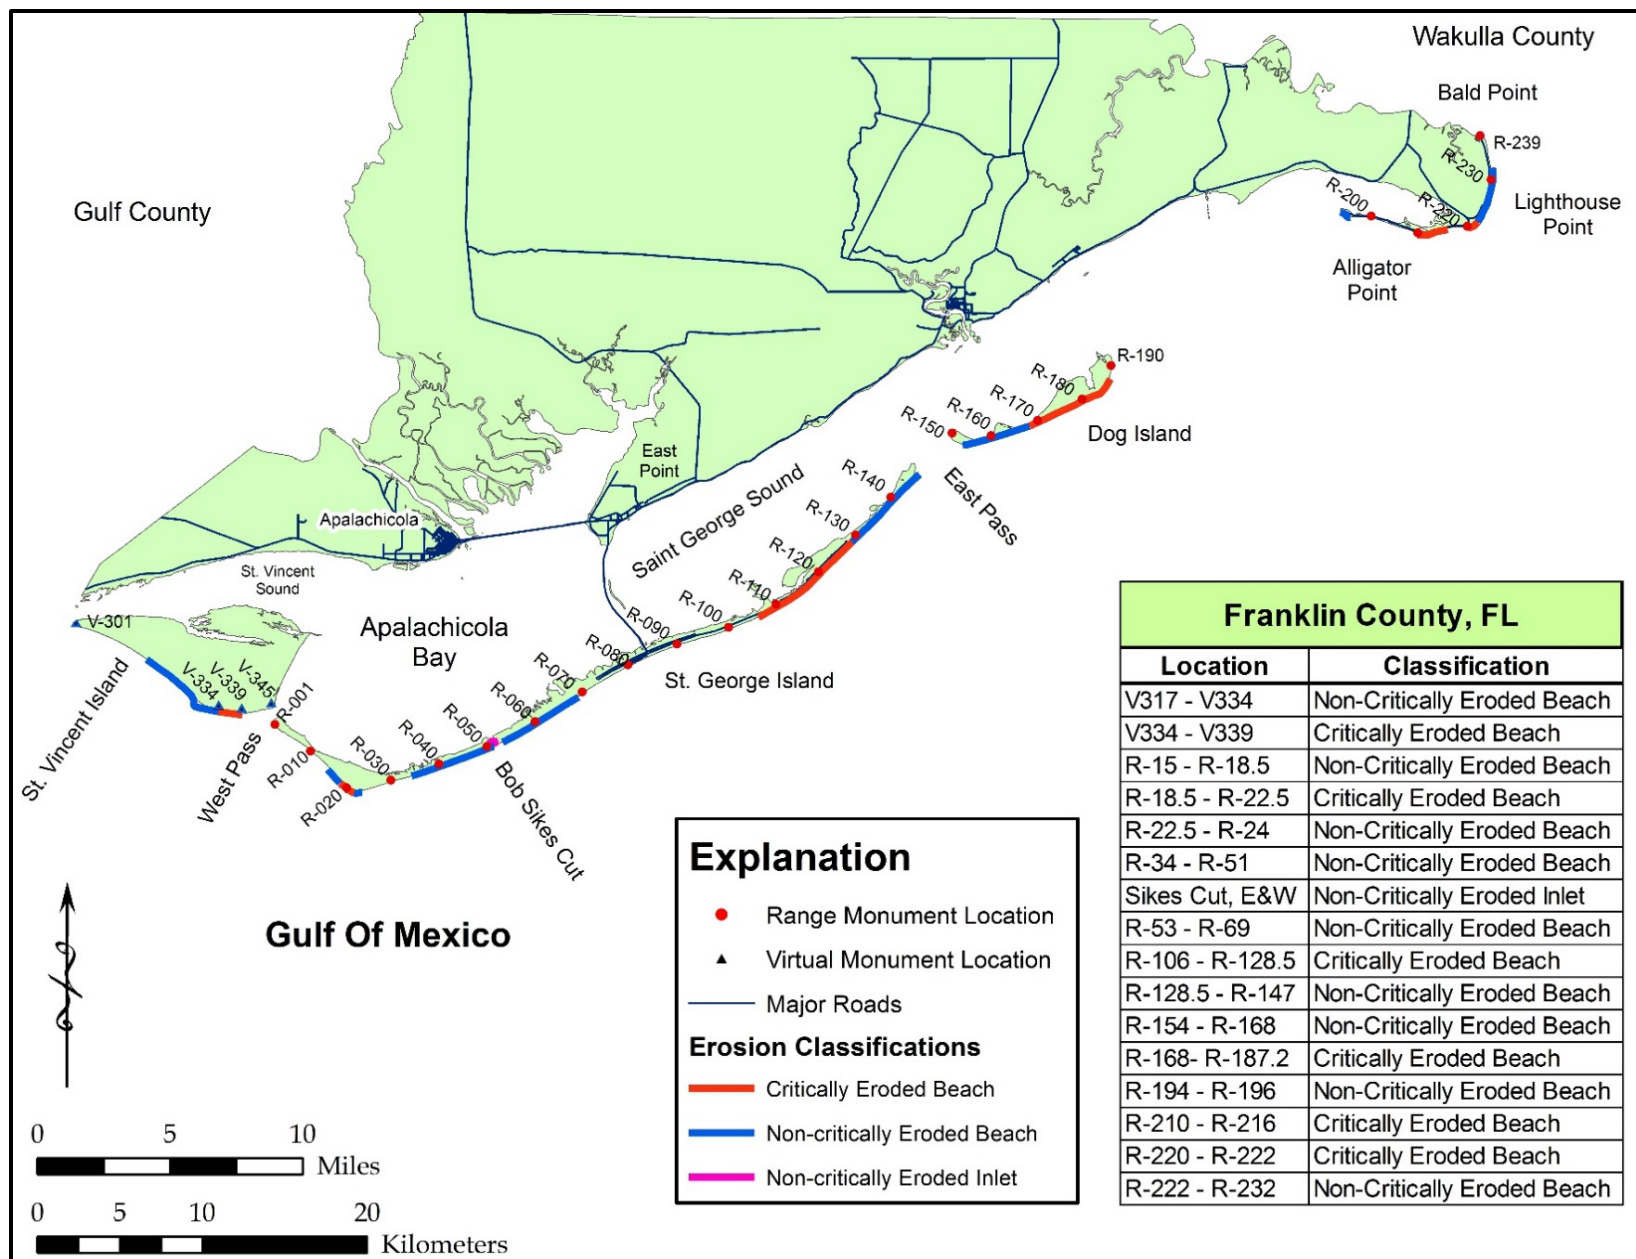 Wakulla County
Bald Point
R-239
R-230
Gulf County
R-200
R-220
Lighthouse
Point
Alligator
Point
R-190
R-180
R-170
R-160
R-150
Dog Island
East
Point
R-140
East Pass
Saint George Sound
R-130
Apalachicola
R-120
St. Vincent
Sound
R-110
R-100
V-301
R-090
Apalachicola
Bay
R-080
St. George Island
V-345
V-339
V-334
R-070
St. Vincent Island
R-001
R-060
R-050
West Pass
R-040
R-010
R-030
Bob Sikes Cut
R-020
Gulf Of Mexico
Explanation
Range Monument Location
Virtual Monument Location
Major Roads
Erosion Classifications
Critically Eroded Beach
Non-critically Eroded Beach
Non-critically Eroded Inlet
0 5 10
Miles
0 5 10 20
Kilometers
Franklin County, FL
Location Classification
V317 - V334 Non-Critically Eroded Beach
V334 - V339 Critically Eroded Beach
R-15 - R-18.5 Non-Critically Eroded Beach
R-18.5 - R-22.5 Critically Eroded Beach
R-22.5 - R-24 Non-Critically Eroded Beach
R-34 - R-51 Non-Critically Eroded Beach
Sikes Cut, E&W Non-Critically Eroded Inlet
R-53 - R-69 Non-Critically Eroded Beach
R-106 - R-128.5 Critically Eroded Beach
R-128.5 - R-147 Non-Critically Eroded Beach
R-154 - R-168 Non-Critically Eroded Beach
R-168- R-187.2 Critically Eroded Beach
R-194 - R-196 Non-Critically Eroded Beach
R-210 - R-216 Critically Eroded Beach
R-220 - R-222 Critically Eroded Beach
R-222 - R-232 Non-Critically Eroded Beach